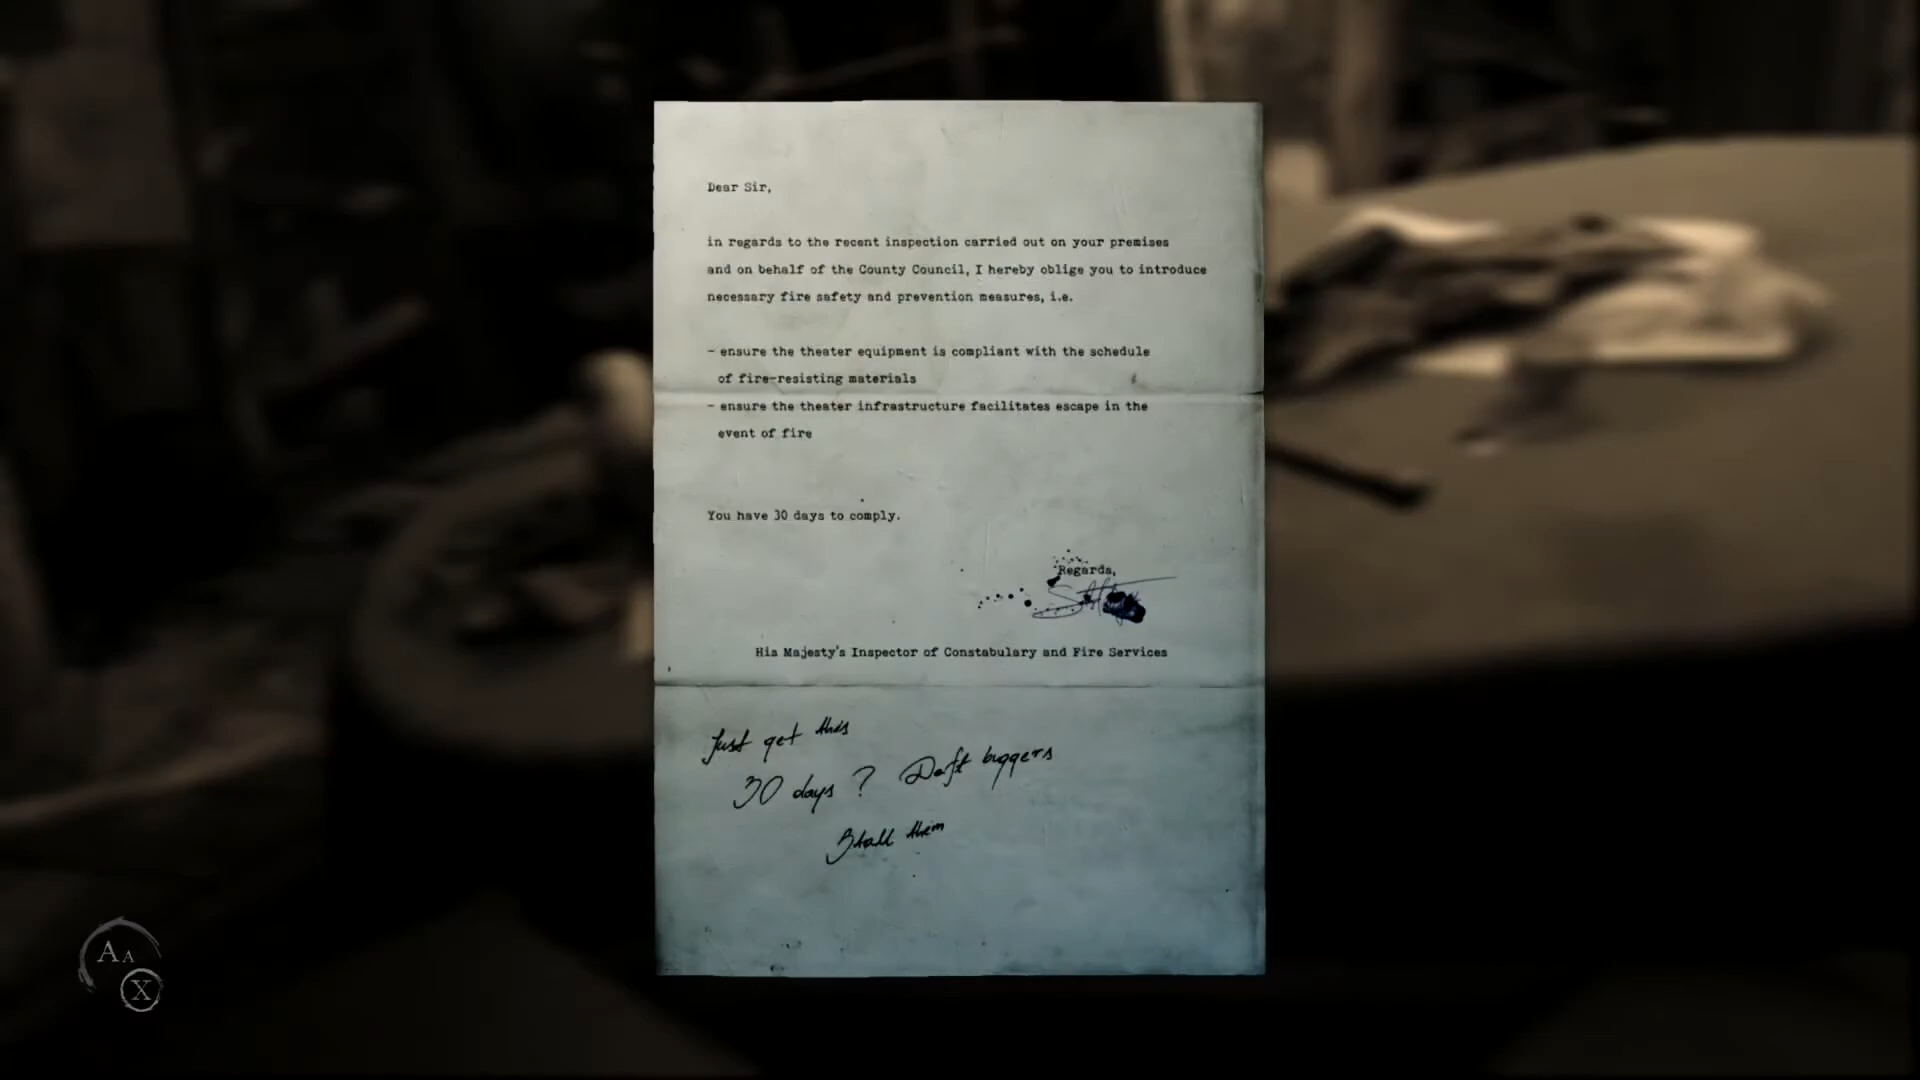 Dear Sir,
in regards to the recent inspection carried out on your premises
and on behalf of the County Council, I hereby oblige you to introduce
necessary fire safety and prevention measures, i.e.
- ensure the theater equipment is compliant with the schedule
of fire-resisting materials
- ensure the theater infrastructure facilitates escape in the
event of fire
You have 30 days to comply.
Regards,
His Majesty's Inspector of Constabulary and Fire Services
Just get this
30 days? Daft buggers
Stall them
A A
X